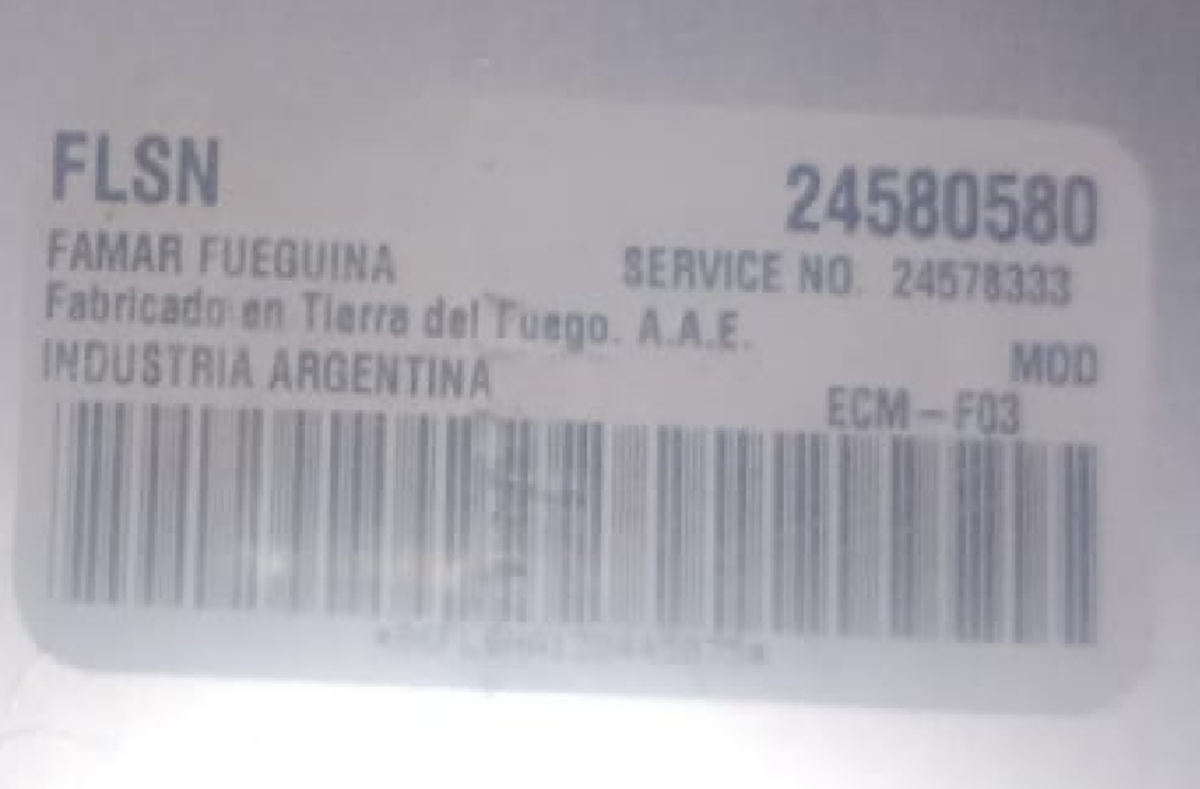 FLSN 24580580
FAMAR FUEGUINA SERVICE NO. 24578333
Fabricado en Tierra del Fuego. A.A.E.
INDUSTRIA ARGENTINA MOD
ECM-F03